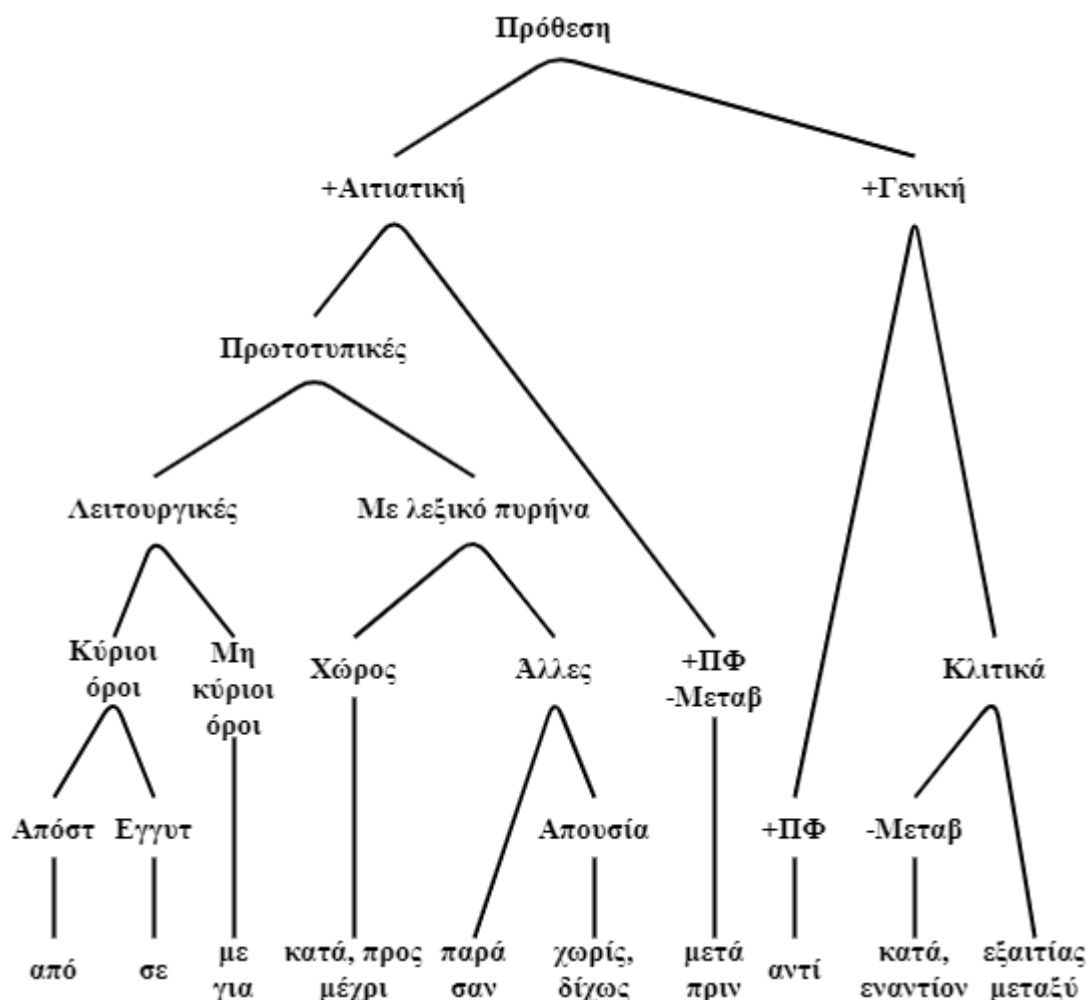 Πρόθεση
+Αιτιατική
+Γενική
Πρωτοτυπικές
Λειτουργικές
Με λεξικό πυρήνα
Κύριοι
όροι
Μη
κύριοι
όροι
Χώρος
Άλλες
+ΠΦ
-Μεταβ
Κλιτικά
Απόστ
Εγγυτ
Απουσία
+ΠΦ
-Μεταβ
από
σε
με
για
κατά, προς
μέχρι
παρά
σαν
χωρίς,
δίχως
μετά
πριν
αντί
κατά,
εναντίον
εξαιτίας
μεταξύ